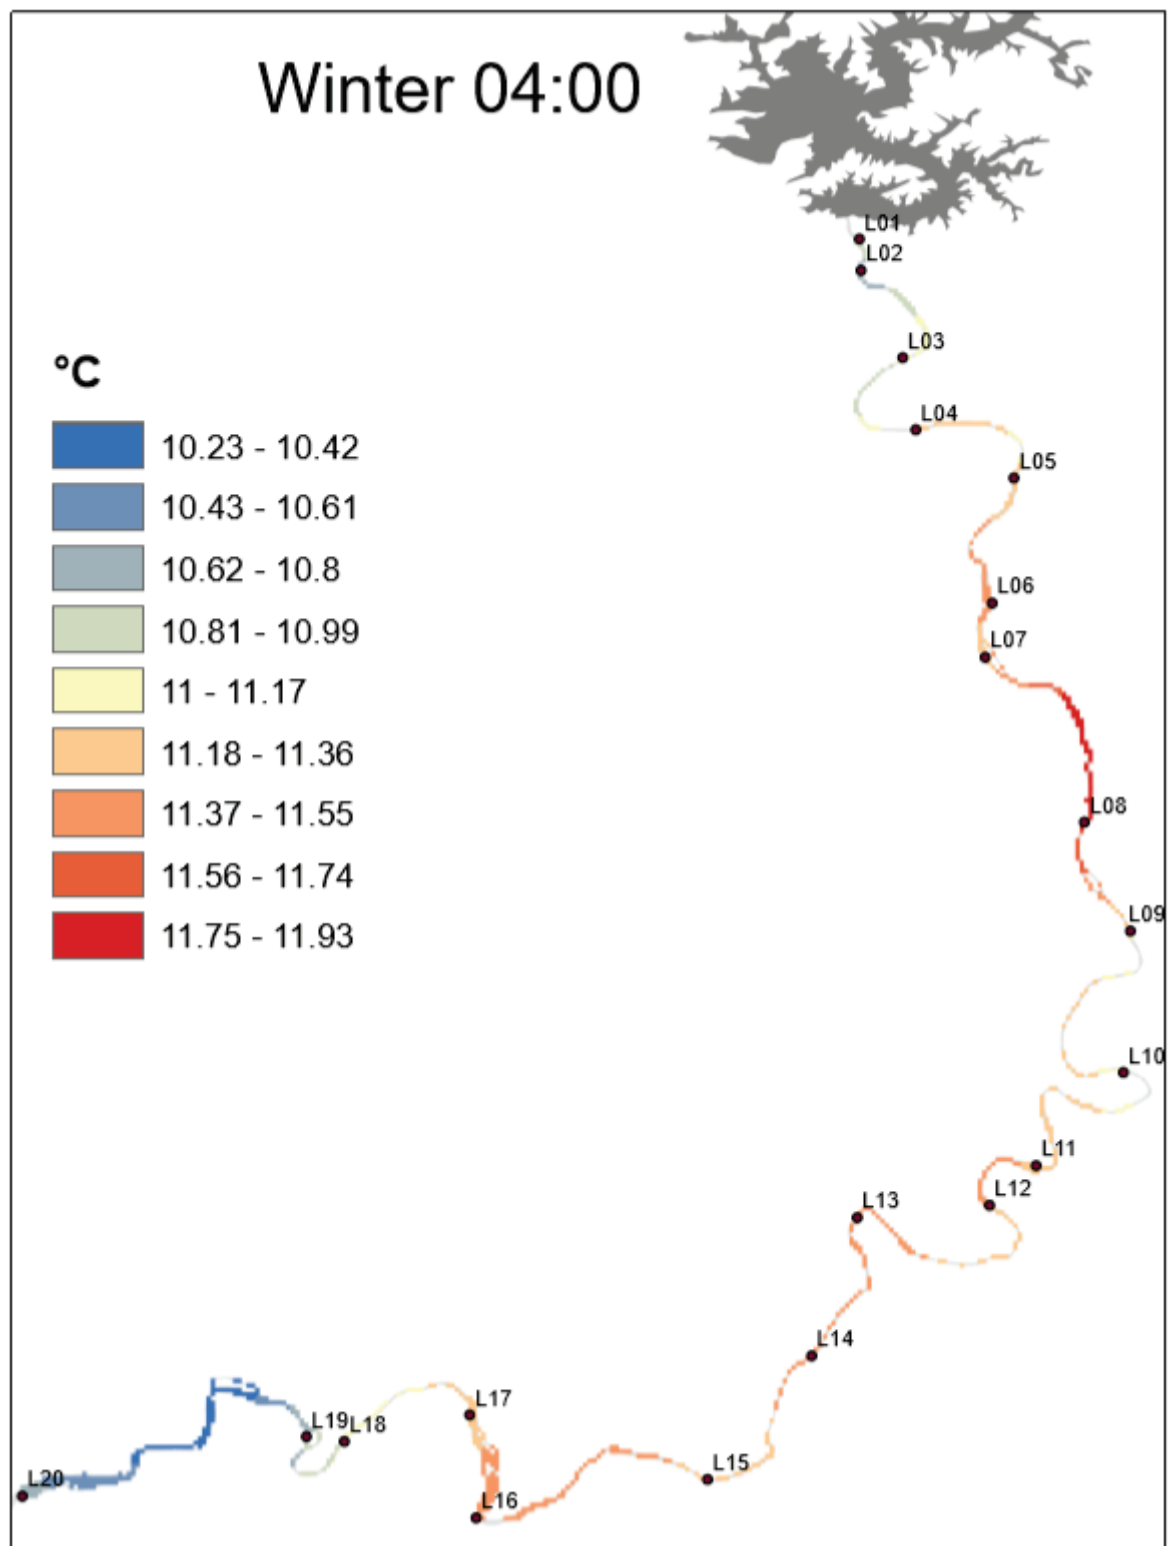 Winter 04:00
L01
L02
L03
°C
L04
10.23 - 10.42
L05
10.43 - 10.61
10.62 - 10.8
L06
10.81 - 10.99
L07
11 - 11.17
11.18 - 11.36
11.37 - 11.55
L08
11.56 - 11.74
L09
11.75 - 11.93
L10
L11
L12
L13
L14
L17
L19
L18
L15
L20
L16